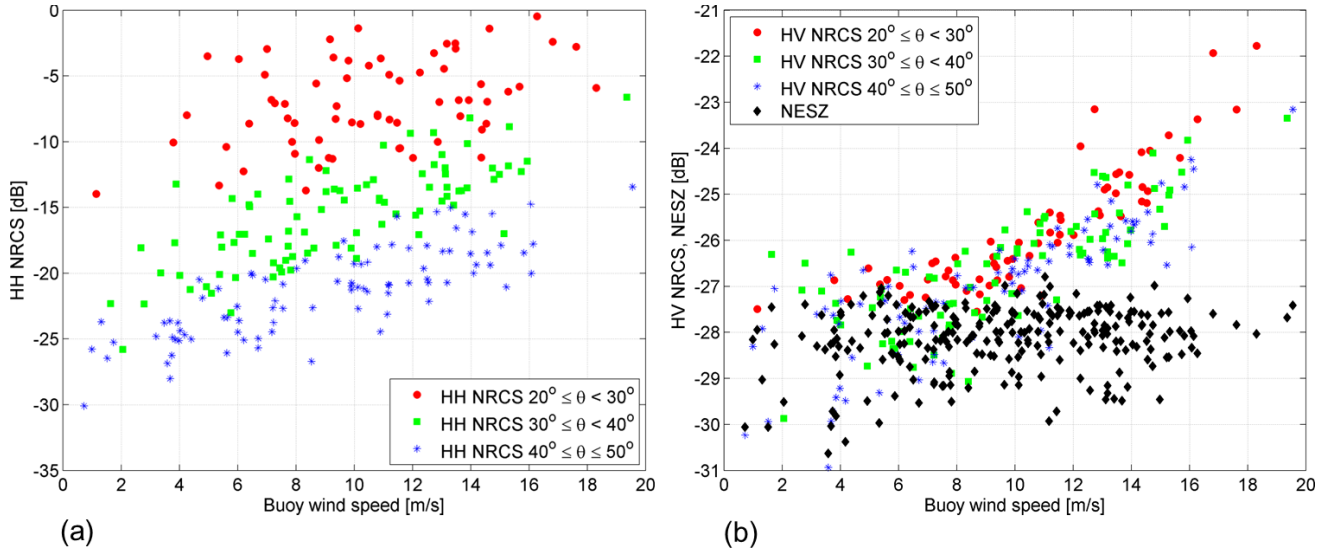 0
-5
-10
-15
-20
-25
-30
-35
HH NRCS [dB]
HH NRCS 20° ≤ θ < 30°
HH NRCS 30° ≤ θ < 40°
HH NRCS 40° ≤ θ ≤ 50°
0 2 4 6 8 10 12 14 16 18 20
Buoy wind speed [m/s]
(a)
-21
-22
-23
-24
-25
-26
-27
-28
-29
-30
-31
HV NRCS, NESZ [dB]
HV NRCS 20° ≤ θ < 30°
HV NRCS 30° ≤ θ < 40°
HV NRCS 40° ≤ θ ≤ 50°
NESZ
0 2 4 6 8 10 12 14 16 18 20
Buoy wind speed [m/s]
(b)